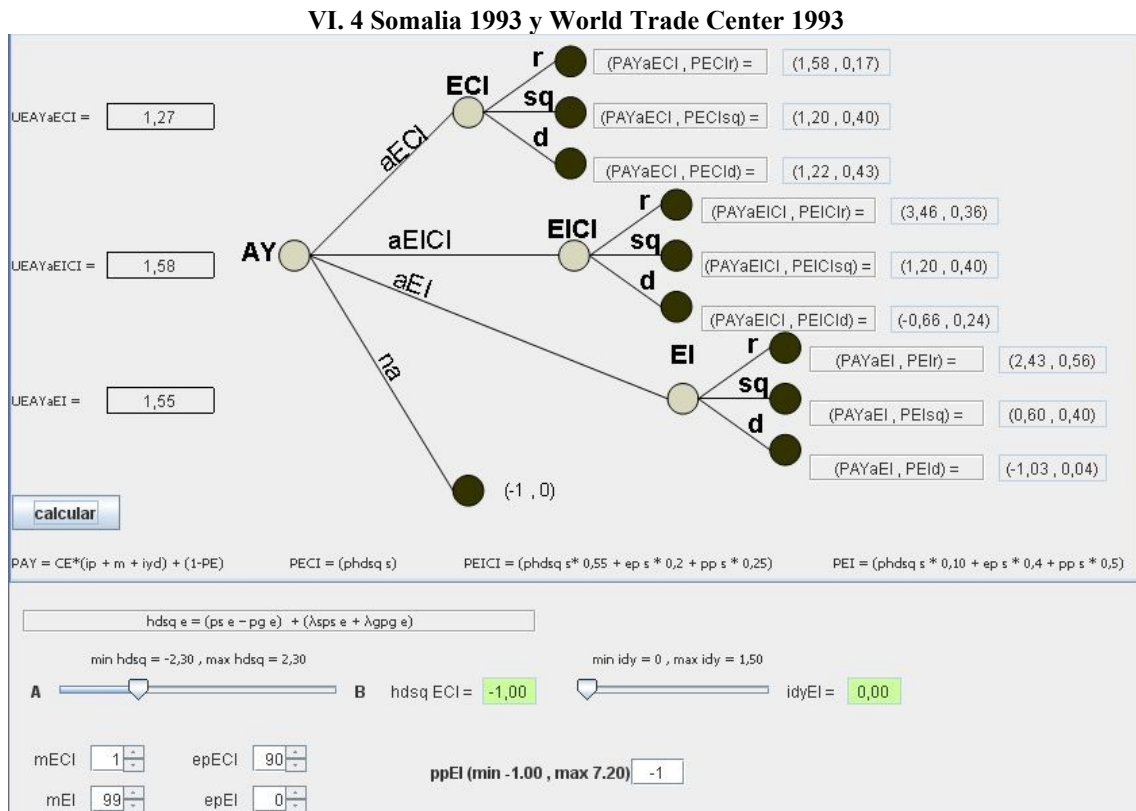 VI. 4 Somalia 1993 y World Trade Center 1993
r (PAYaECI , PECIr) = (1,58 , 0,17)
ECI
UEAYaECI = 1,27
sq (PAYaECI , PECIsq) = (1,20 , 0,40)
aECI
d (PAYaECI , PECId) = (1,22 , 0,43)
r (PAYaEICI , PEICIr) = (3,46 , 0,36)
AY aEICI EICI
UEAYaEICI = 1,58
sq (PAYaEICI , PEICIsq) = (1,20 , 0,40)
aEI
d (PAYaEICI , PEICId) = (-0,66 , 0,24)
EI
r (PAYaEI , PEIr) = (2,43 , 0,56)
na
UEAYaEI = 1,55
sq (PAYaEI , PEIsq) = (0,60 , 0,40)
d (PAYaEI , PEId) = (-1,03 , 0,04)
(-1 , 0)
calcular
PAY = CE*(ip + m + iyd) + (1-PE) PECI = (phdsq s) PEICI = (phdsq s* 0,55 + ep s * 0,2 + pp s * 0,25) PEI = (phdsq s * 0,10 + ep s * 0,4 + pp s * 0,5)
hdsq e = (ps e – pg e) + (λsps e + λgpg e)
min hdsq = -2,30 , max hdsq = 2,30 min idy = 0 , max idy = 1,50
A B hdsq ECI = -1,00 idyEI = 0,00
mECI 1 epECI 90
ppEI (min -1.00 , max 7.20) -1
mEI 99 epEI 0